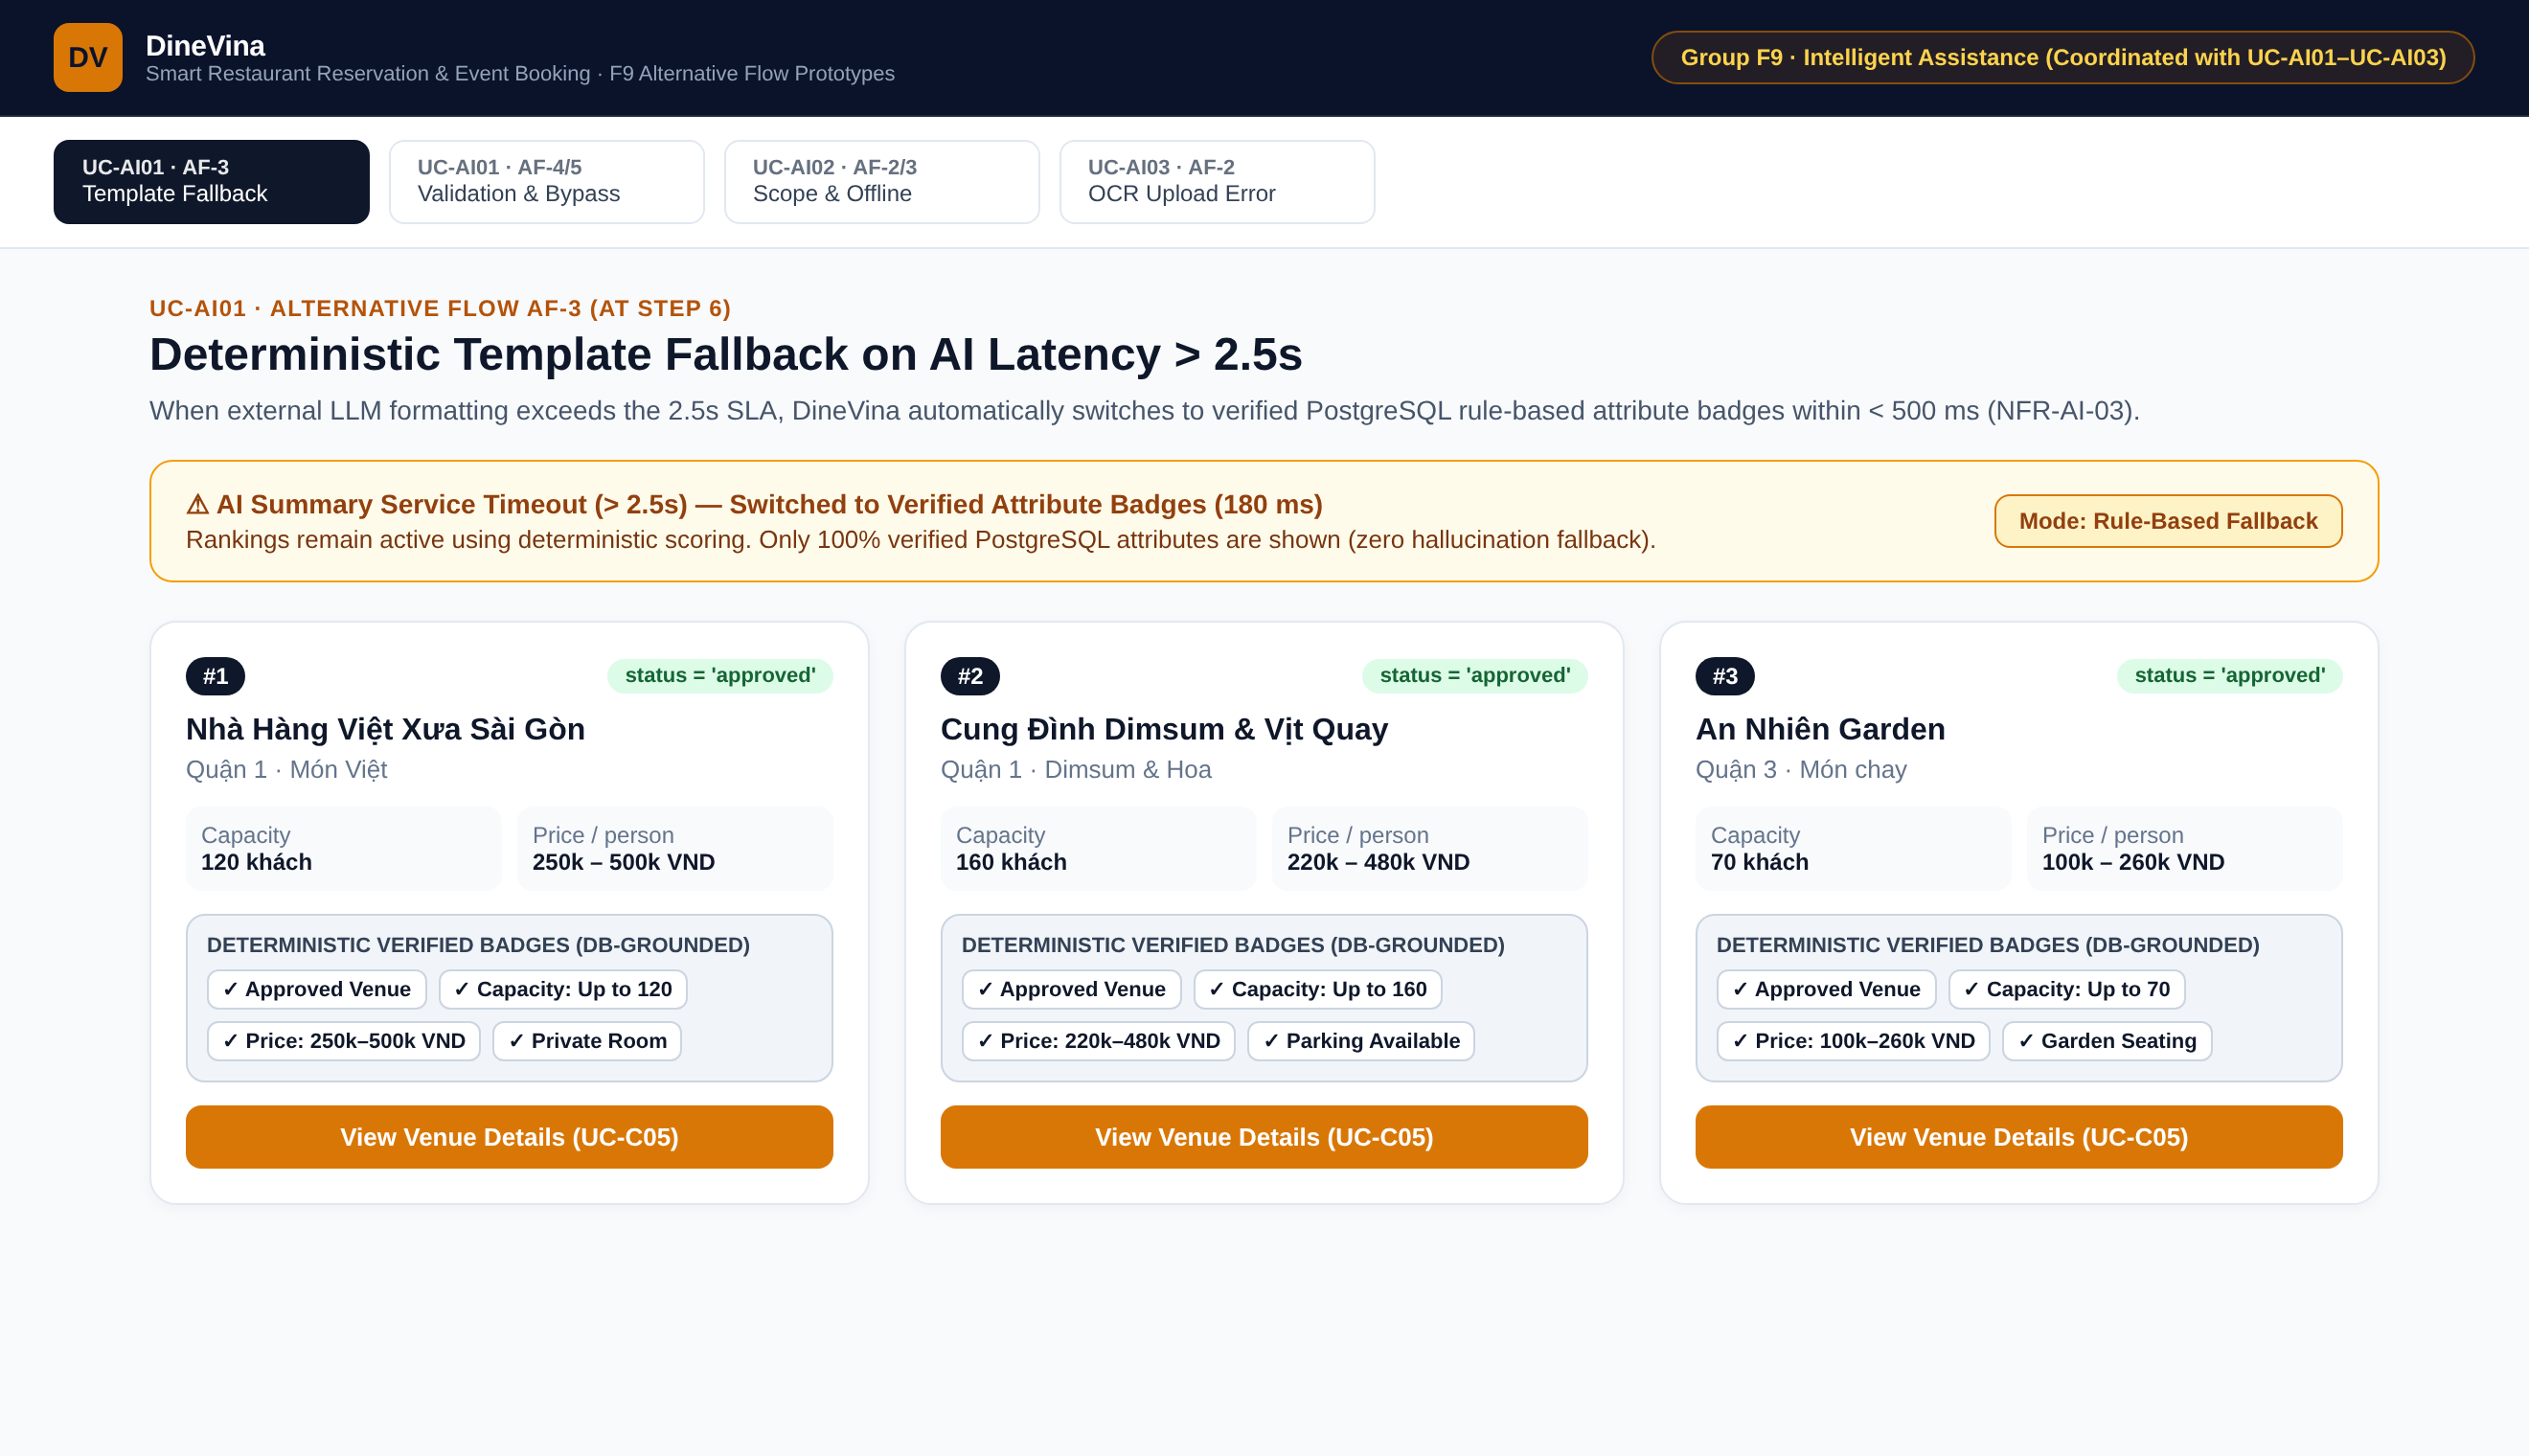 DV
DineVina
Smart Restaurant Reservation & Event Booking · F9 Alternative Flow Prototypes
Group F9 · Intelligent Assistance (Coordinated with UC-AI01–UC-AI03)
UC-AI01 · AF-3
Template Fallback
UC-AI01 · AF-4/5
Validation & Bypass
UC-AI02 · AF-2/3
Scope & Offline
UC-AI03 · AF-2
OCR Upload Error
UC-AI01 · ALTERNATIVE FLOW AF-3 (AT STEP 6)
Deterministic Template Fallback on AI Latency > 2.5s
When external LLM formatting exceeds the 2.5s SLA, DineVina automatically switches to verified PostgreSQL rule-based attribute badges within < 500 ms (NFR-AI-03).
⚠ AI Summary Service Timeout (> 2.5s) — Switched to Verified Attribute Badges (180 ms)
Rankings remain active using deterministic scoring. Only 100% verified PostgreSQL attributes are shown (zero hallucination fallback).
Mode: Rule-Based Fallback
#1
status = 'approved'
Nhà Hàng Việt Xưa Sài Gòn
Quận 1 · Món Việt
Capacity
120 khách
Price / person
250k – 500k VND
DETERMINISTIC VERIFIED BADGES (DB-GROUNDED)
✓ Approved Venue
✓ Capacity: Up to 120
✓ Price: 250k–500k VND
✓ Private Room
View Venue Details (UC-C05)
#2
status = 'approved'
Cung Đình Dimsum & Vịt Quay
Quận 1 · Dimsum & Hoa
Capacity
160 khách
Price / person
220k – 480k VND
DETERMINISTIC VERIFIED BADGES (DB-GROUNDED)
✓ Approved Venue
✓ Capacity: Up to 160
✓ Price: 220k–480k VND
✓ Parking Available
View Venue Details (UC-C05)
#3
status = 'approved'
An Nhiên Garden
Quận 3 · Món chay
Capacity
70 khách
Price / person
100k – 260k VND
DETERMINISTIC VERIFIED BADGES (DB-GROUNDED)
✓ Approved Venue
✓ Capacity: Up to 70
✓ Price: 100k–260k VND
✓ Garden Seating
View Venue Details (UC-C05)